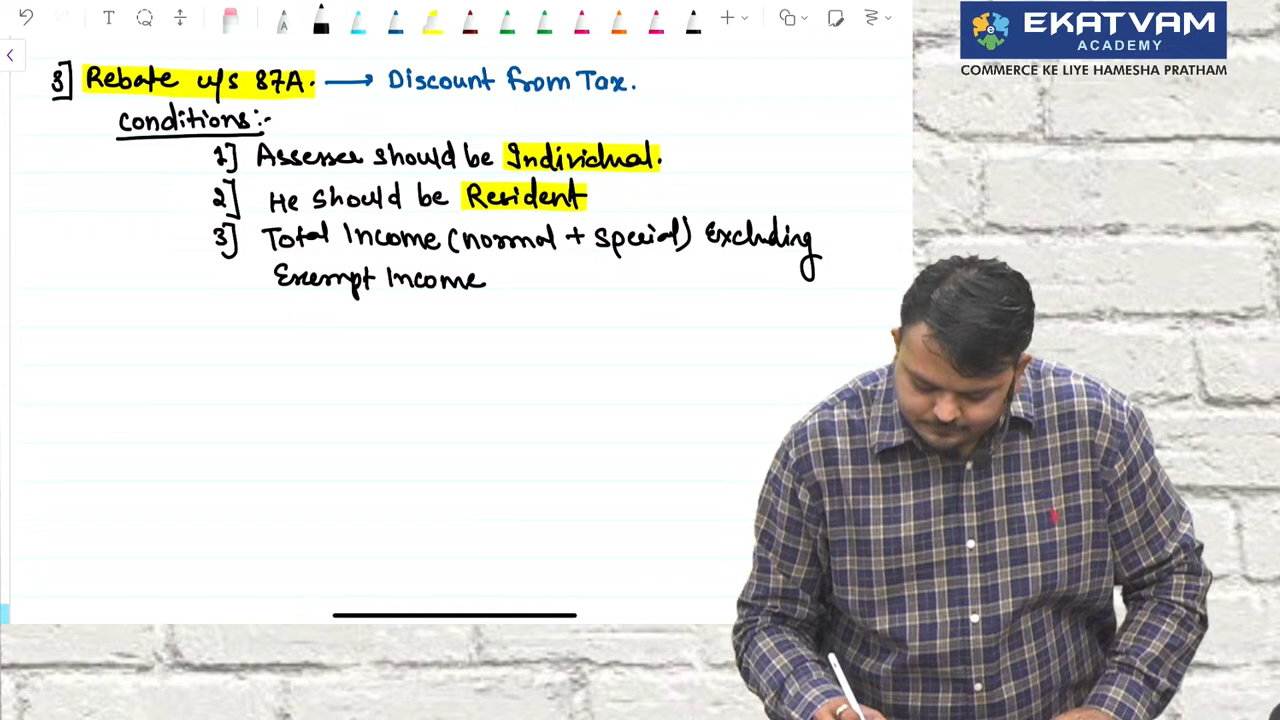 EKATVAM
ACADEMY
COMMERCE KE LIYE HAMESHA PRATHAM
8] Rebate u/s 87A. → Discount from Tax.
Conditions:-
1] Assessee should be Individual.
2] He should be Resident
3] Total Income (normal + special) Excluding
Exempt Income